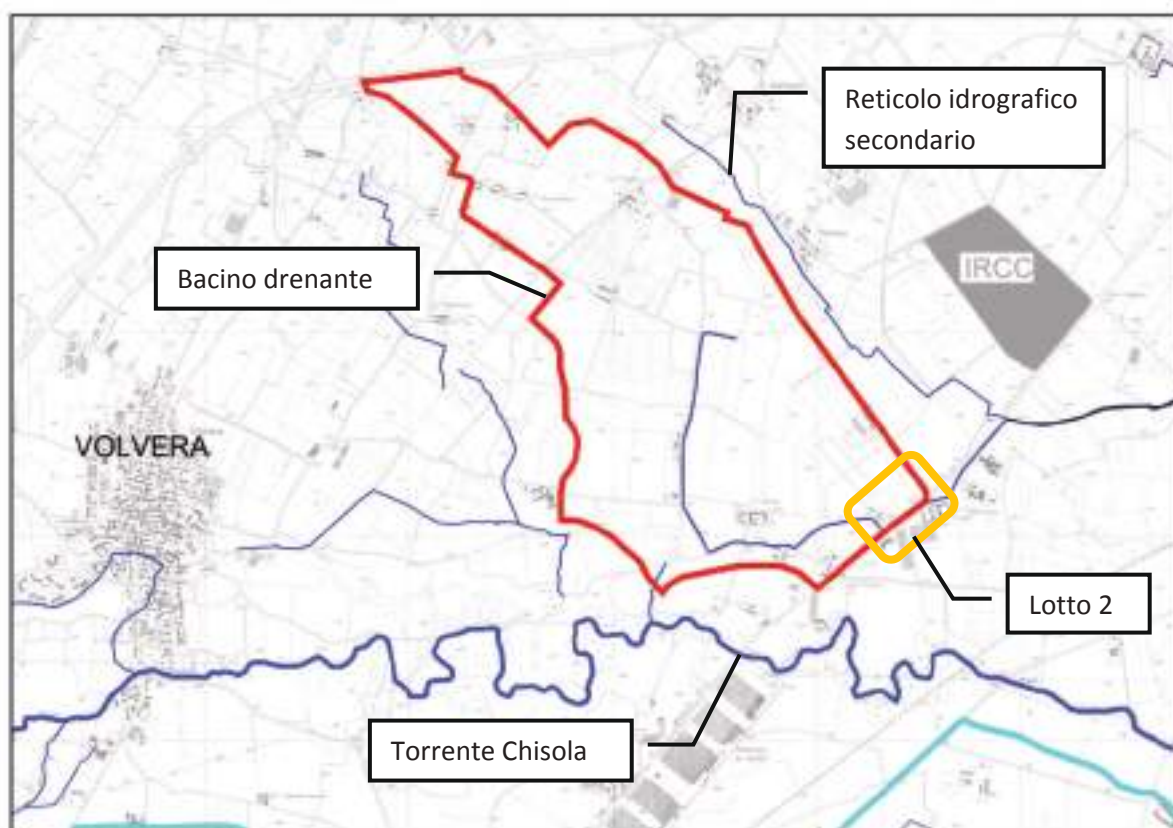 Reticolo idrografico
secondario
IRCC
Bacino drenante
VOLVERA
Lotto 2
Torrente Chisola